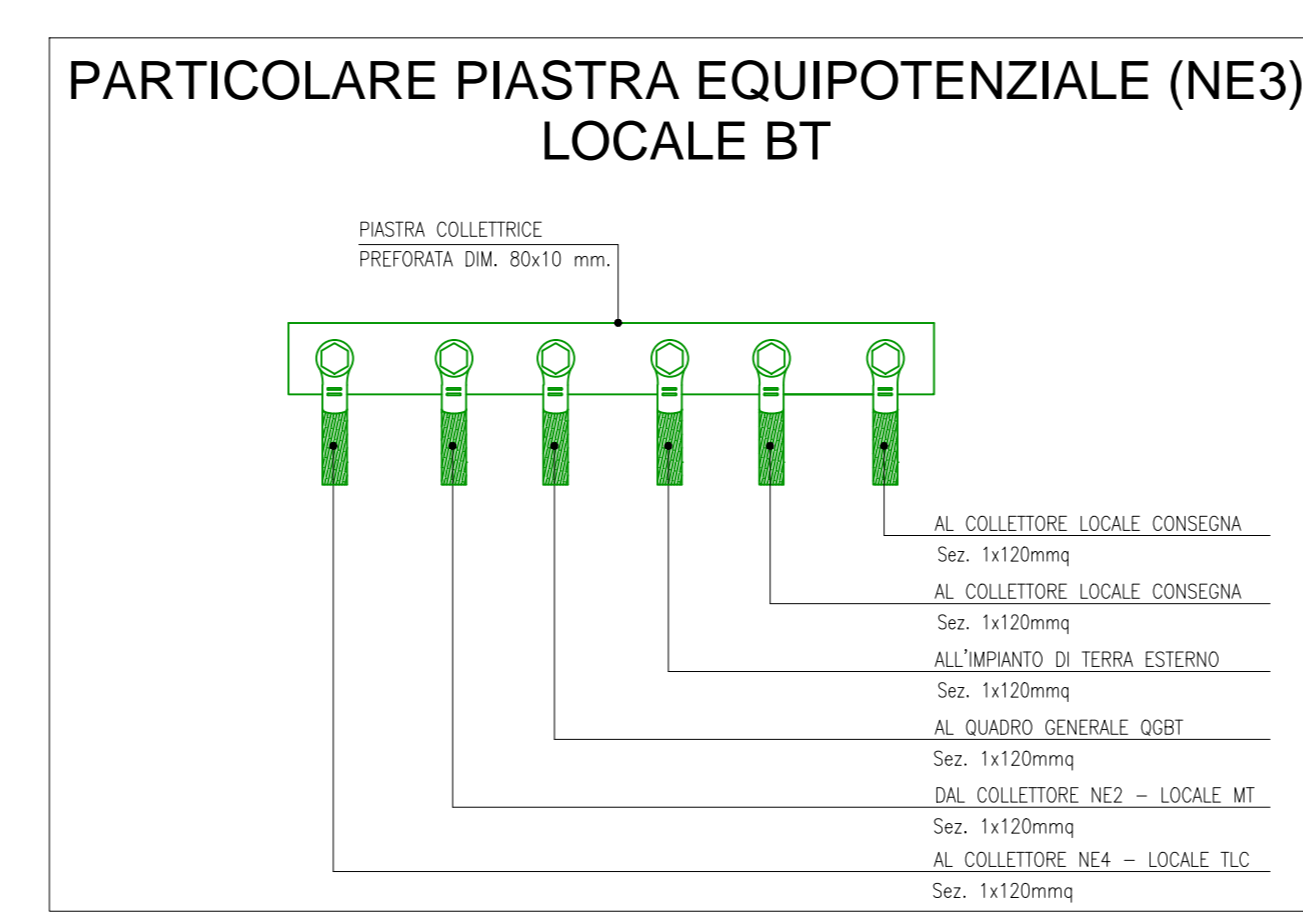 PARTICOLARE PIASTRA EQUIPOTENZIALE (NE3)
LOCALE BT
PIASTRA COLLETTRICE
PREFORATA DIM. 80x10 mm.
AL COLLETTORE LOCALE CONSEGNA
Sez. 1x120mmq
AL COLLETTORE LOCALE CONSEGNA
Sez. 1x120mmq
ALL'IMPIANTO DI TERRA ESTERNO
Sez. 1x120mmq
AL QUADRO GENERALE QGBT
Sez. 1x120mmq
DAL COLLETTORE NE2 – LOCALE MT
Sez. 1x120mmq
AL COLLETTORE NE4 – LOCALE TLC
Sez. 1x120mmq